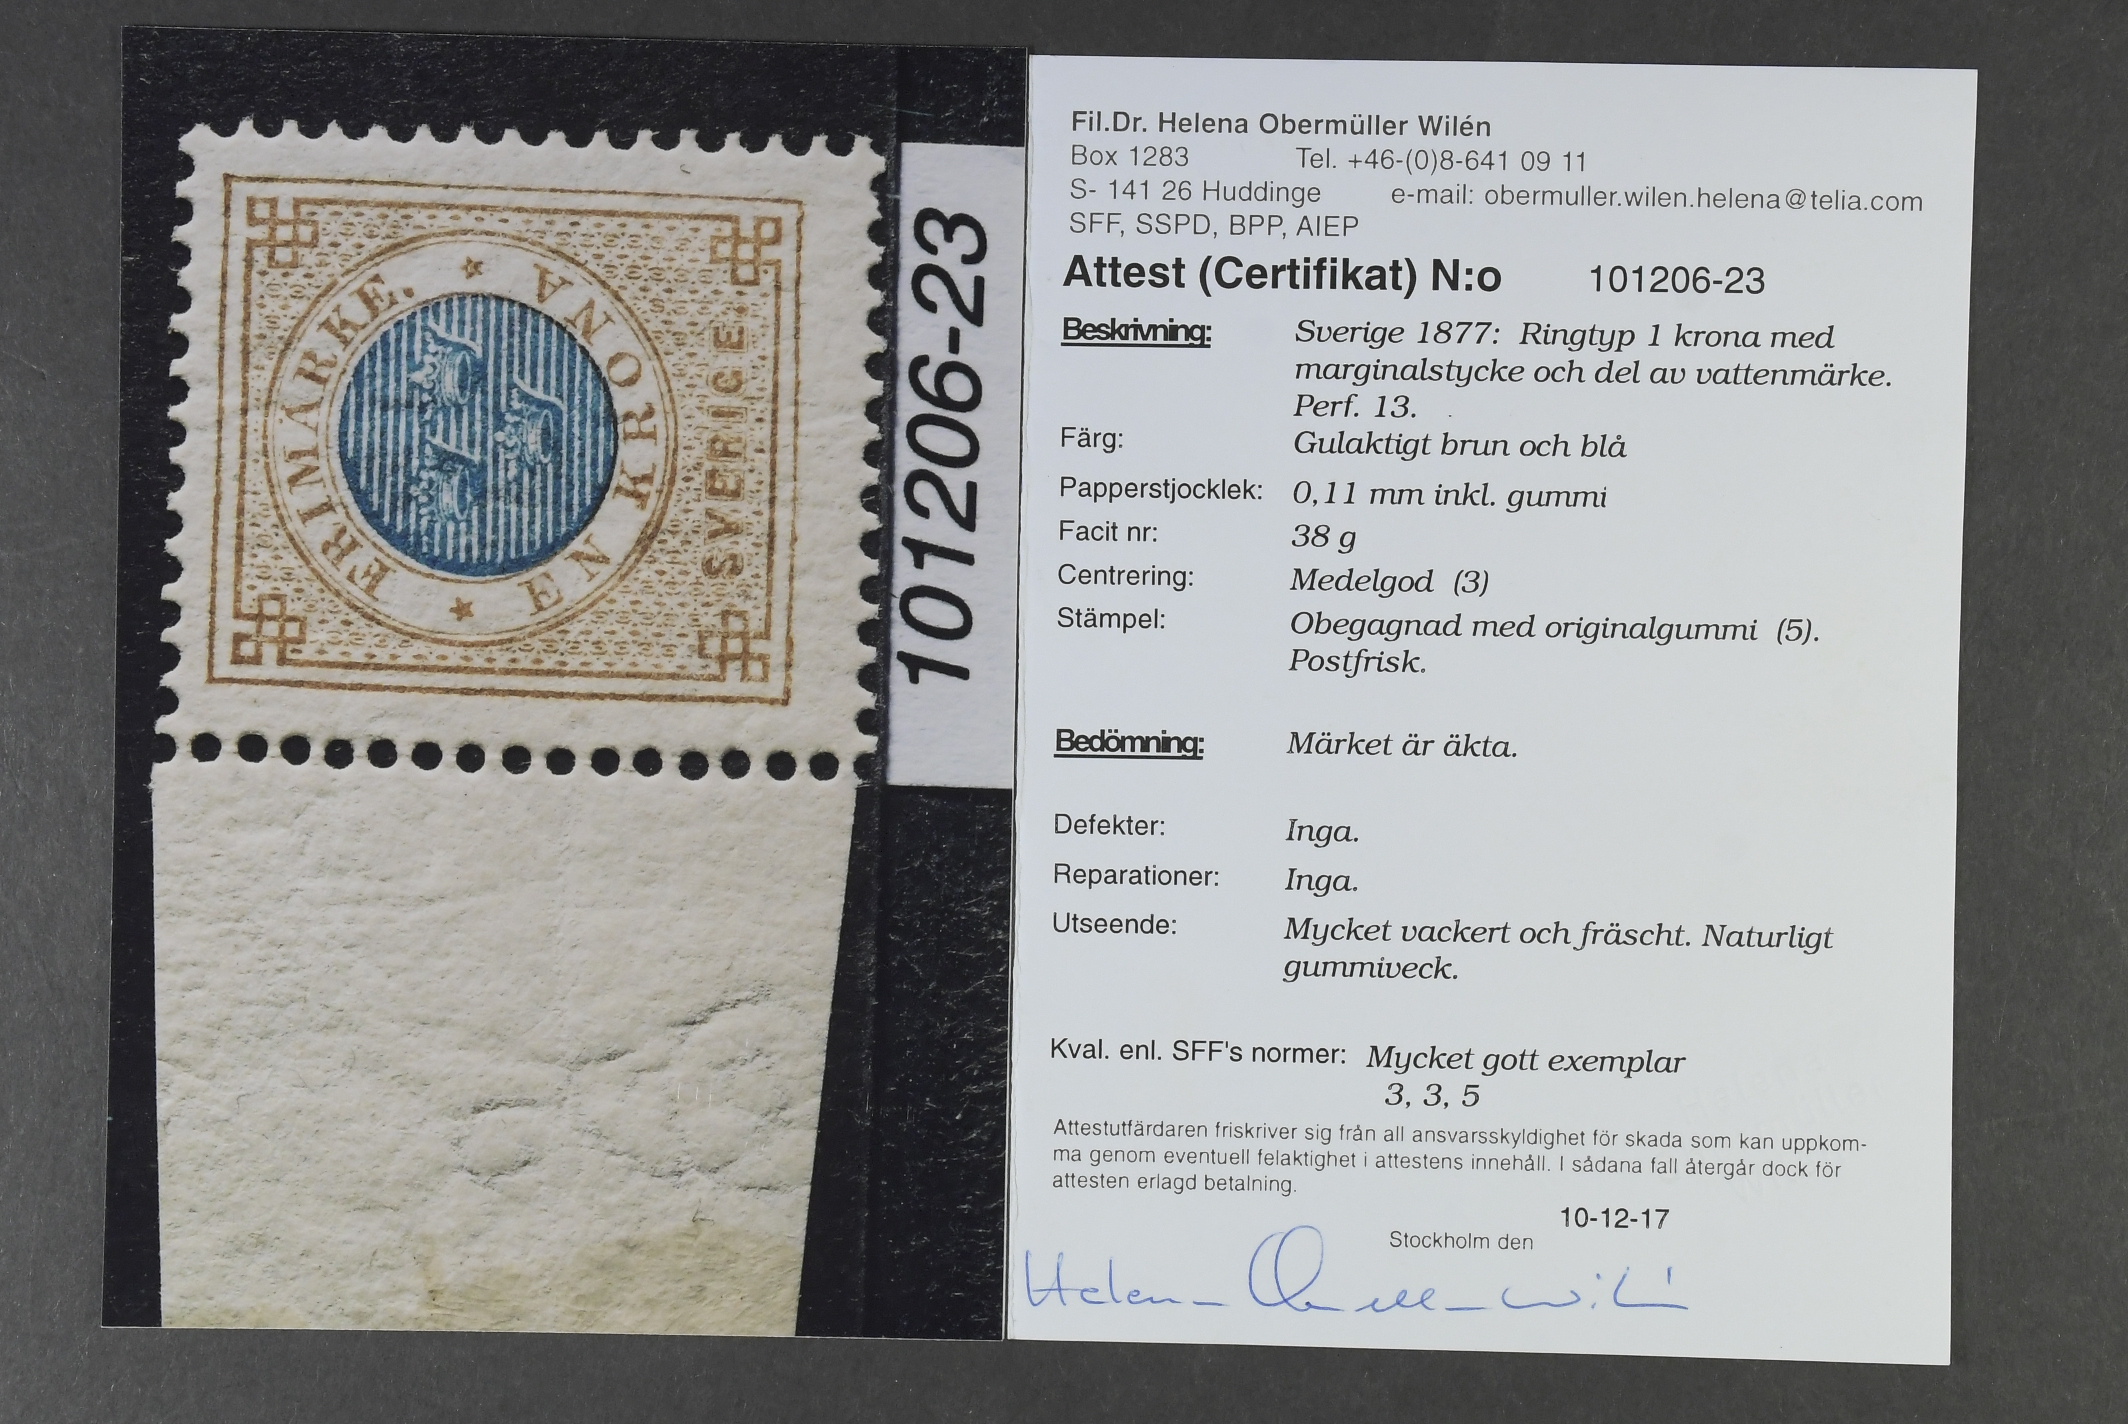 FRIMÄRKE.
EN KRONA
SVERIGE.
101206-23
Fil.Dr. Helena Obermüller Wilén
Box 1283 Tel. +46-(0)8-641 09 11
S- 141 26 Huddinge e-mail: obermuller.wilen.helena@telia.com
SFF, SSPD, BPP, AIEP
Attest (Certifikat) N:o 101206-23
Beskrivning: Sverige 1877: Ringtyp 1 krona med
marginalstycke och del av vattenmärke.
Perf. 13.
Färg: Gulaktigt brun och blå
Papperstjocklek: 0,11 mm inkl. gummi
Facit nr: 38 g
Centrering: Medelgod (3)
Stämpel: Obegagnad med originalgummi (5).
Postfrisk.
Bedömning: Märket är äkta.
Defekter: Inga.
Reparationer: Inga.
Utseende: Mycket vackert och fräscht. Naturligt
gummiveck.
Kval. enl. SFF's normer: Mycket gott exemplar
3, 3, 5
Attestutfärdaren friskriver sig från all ansvarsskyldighet för skada som kan uppkom-
ma genom eventuell felaktighet i attestens innehåll. I sådana fall återgår dock för
attesten erlagd betalning.
10-12-17
Stockholm den
Helena Obermüller Wilén